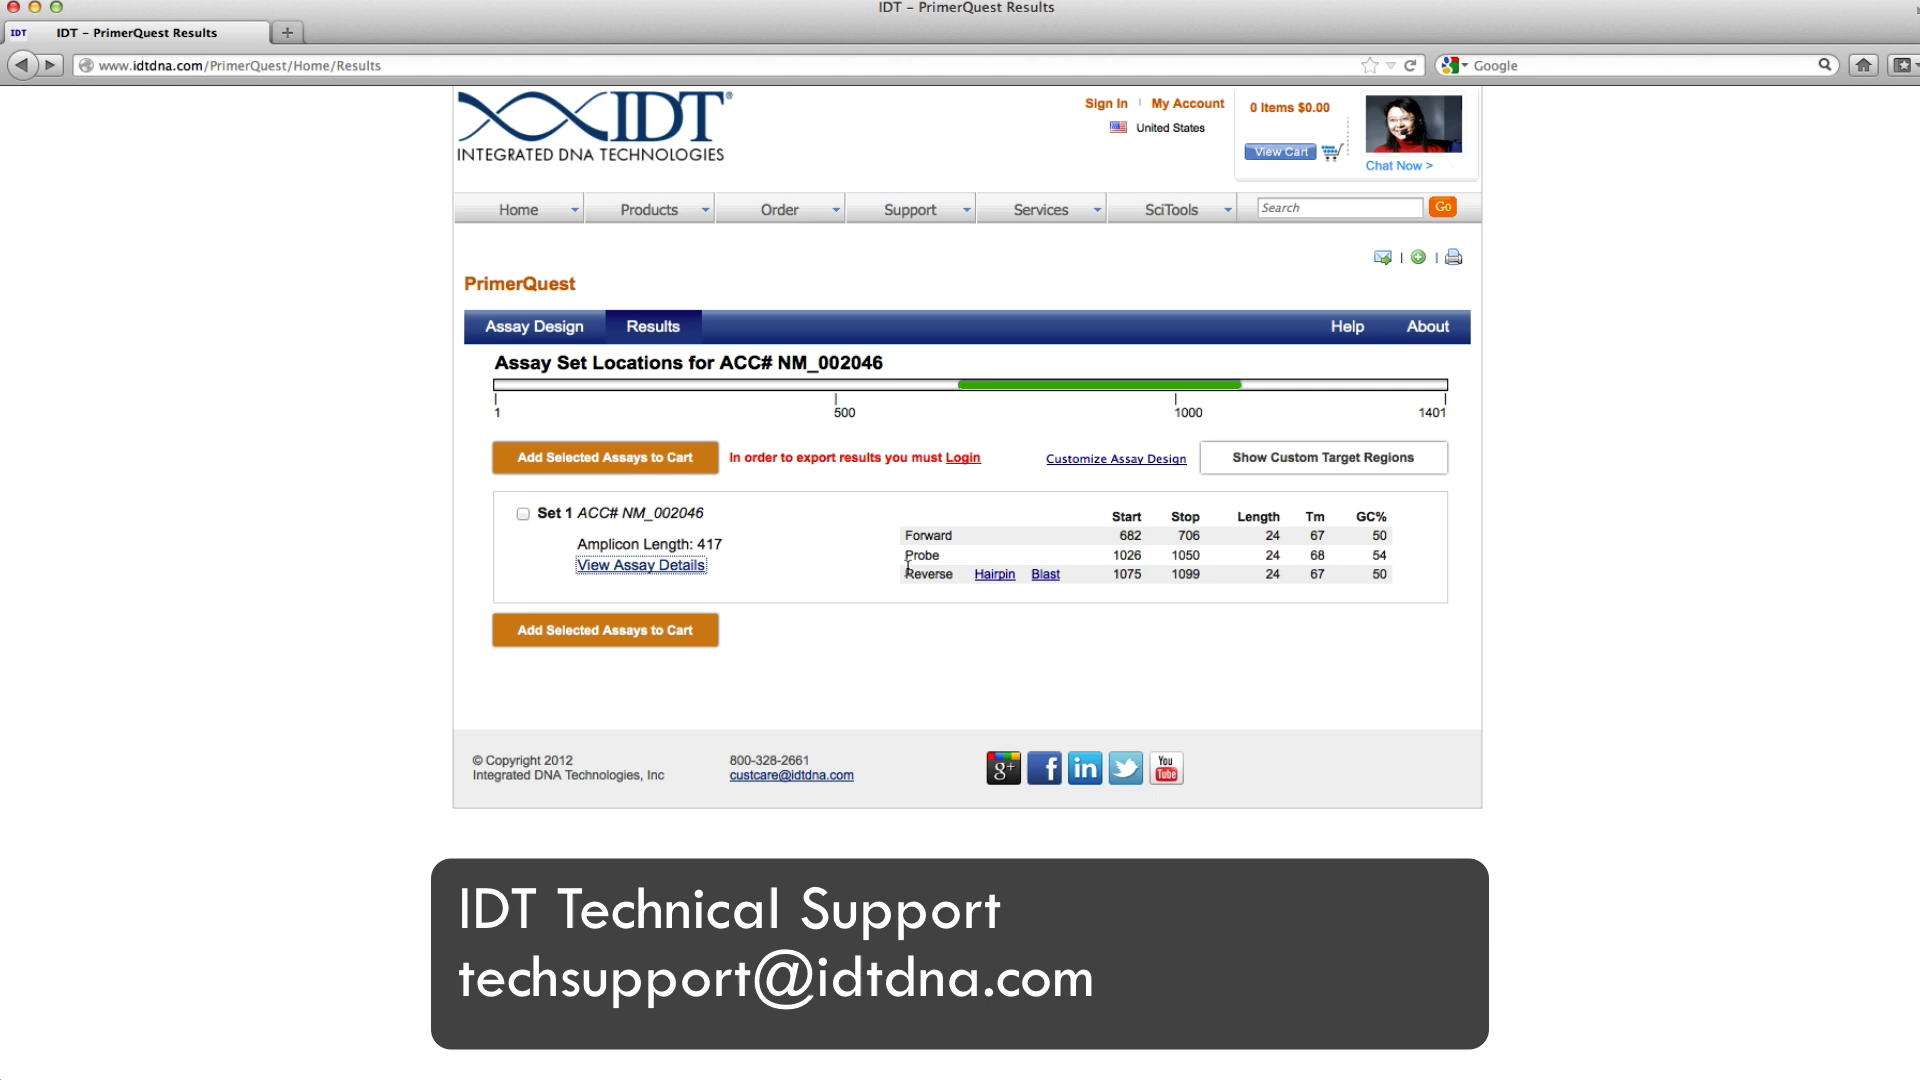 IDT – PrimerQuest Results
IDT IDT – PrimerQuest Results +
www.idtdna.com/PrimerQuest/Home/Results Google
IDT®
INTEGRATED DNA TECHNOLOGIES
Sign In | My Account
United States
0 Items $0.00
View Cart
Chat Now >
Home Products Order Support Services SciTools Search Go
PrimerQuest
Assay Design Results Help About
Assay Set Locations for ACC# NM_002046
1 500 1000 1401
Add Selected Assays to Cart In order to export results you must Login Customize Assay Design Show Custom Target Regions
Set 1 ACC# NM_002046
Amplicon Length: 417
View Assay Details
Start Stop Length Tm GC%
Forward 682 706 24 67 50
Probe 1026 1050 24 68 54
Reverse Hairpin Blast 1075 1099 24 67 50
Add Selected Assays to Cart
© Copyright 2012
Integrated DNA Technologies, Inc
800-328-2661
custcare@idtdna.com
g+ f in You Tube
IDT Technical Support
techsupport@idtdna.com